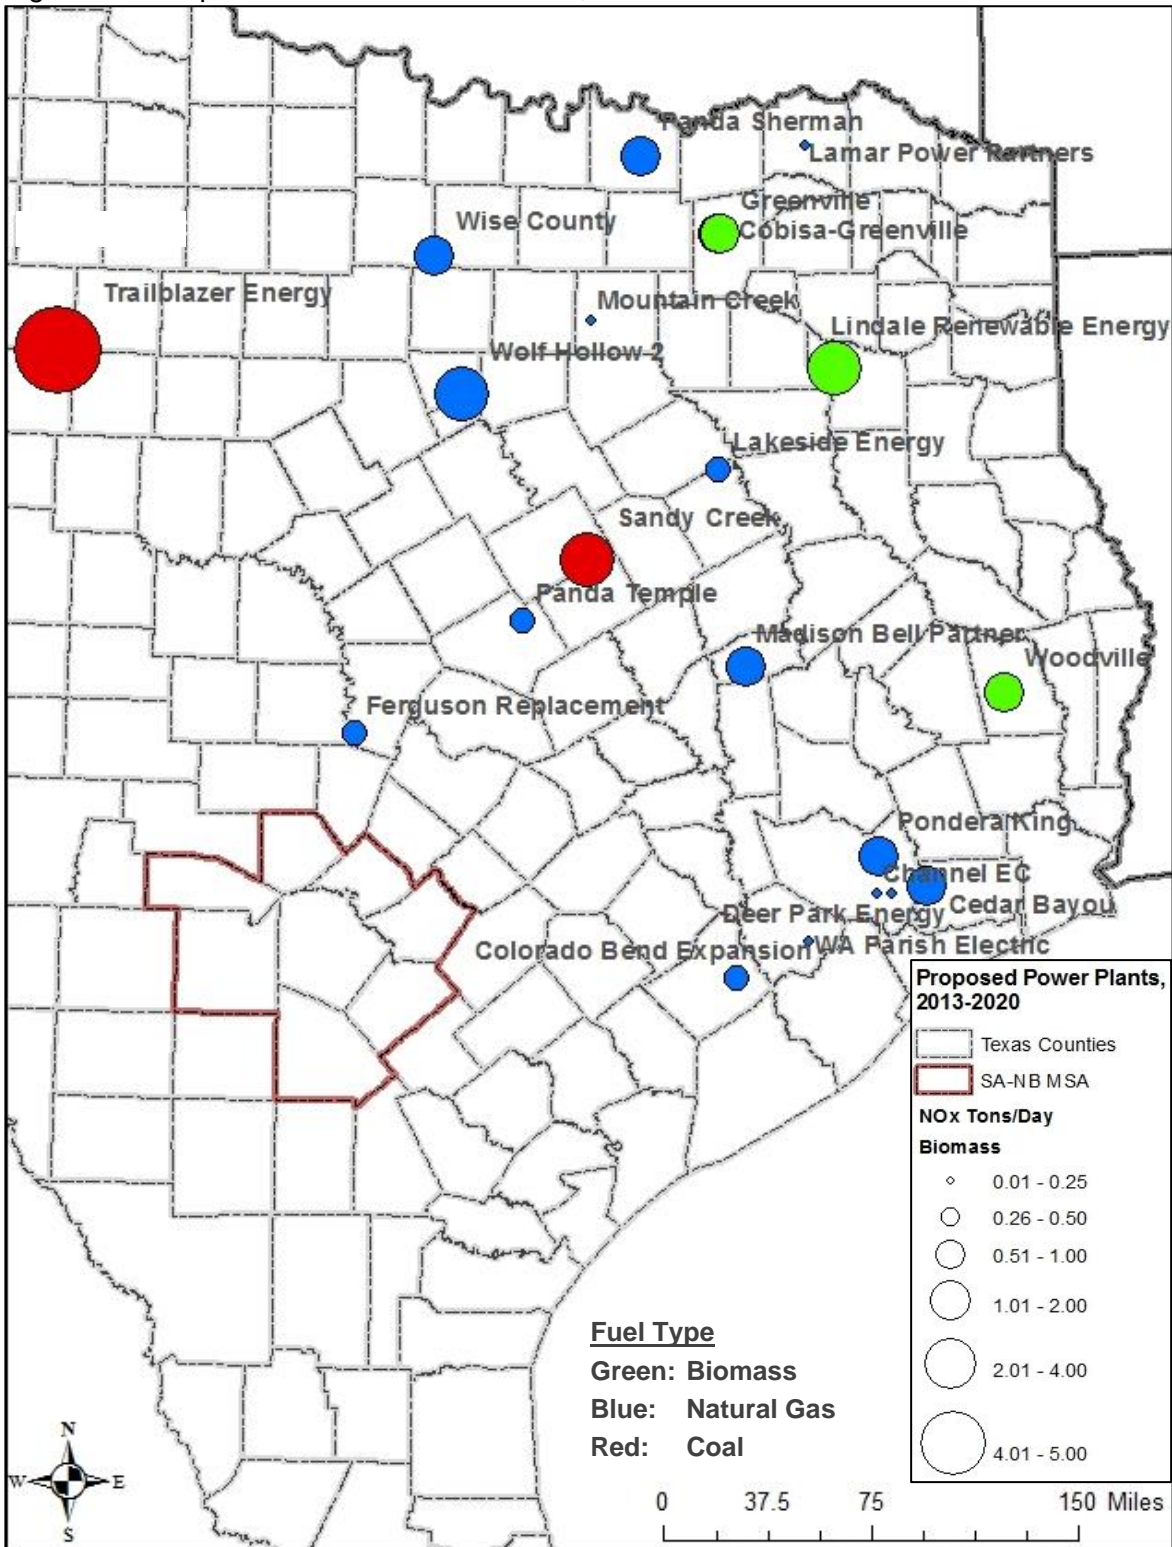 Panda Sherman
Lamar Power Partners
Greenville
Cobisa-Greenville
Wise County
Trailblazer Energy
Mountain Creek
Lindale Renewable Energy
Wolf Hollow 2
Lakeside Energy
Sandy Creek
Panda Temple
Madison Bell Partner
Woodville
Ferguson Replacement
Pondera King
Channel EC
Deer Park Energy
Cedar Bayou
Colorado Bend Expansion
WA Parish Electric
Proposed Power Plants,
2013-2020
Texas Counties
SA-NB MSA
NOx Tons/Day
Biomass
0.01 - 0.25
0.26 - 0.50
0.51 - 1.00
1.01 - 2.00
2.01 - 4.00
4.01 - 5.00
Fuel Type
Green: Biomass
Blue: Natural Gas
Red: Coal
N
W E
S
0 37.5 75 150 Miles